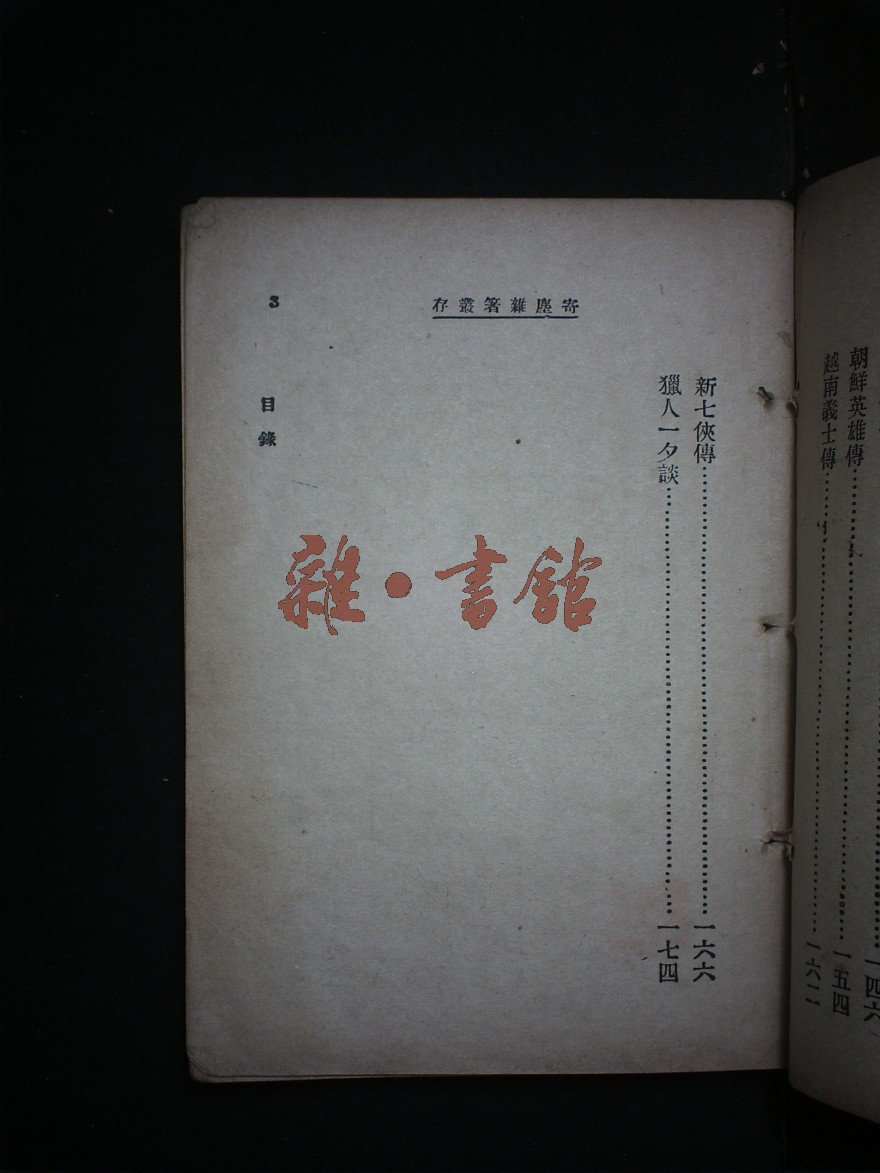 寄塵雜著叢存
朝鮮英雄傳……一五四
越南義士傳……一六二
新七俠傳……一六六
獵人一夕談……一七四
目錄
3
雜·書館